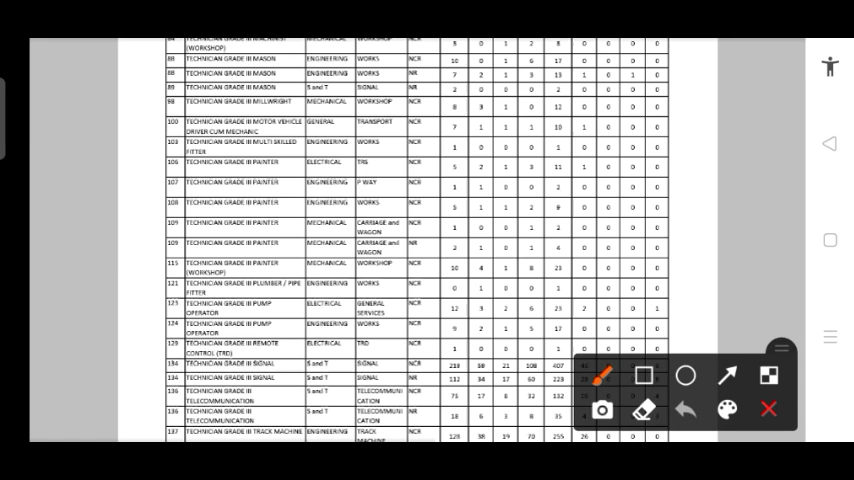 84 TECHNICIAN GRADE III MACHINIST (WORKSHOP) MECHANICAL WORKSHOP NCR 5 0 1 2 8 0 0 0 0
88 TECHNICIAN GRADE III MASON ENGINEERING WORKS NCR 10 0 1 6 17 0 0 0 0
88 TECHNICIAN GRADE III MASON ENGINEERING WORKS NR 7 2 1 3 13 1 0 1 0
89 TECHNICIAN GRADE III MASON S and T SIGNAL NCR 2 0 0 0 2 0 0 0 0
98 TECHNICIAN GRADE III MILLWRIGHT MECHANICAL WORKSHOP NCR 8 3 1 0 12 0 0 0 0
100 TECHNICIAN GRADE III MOTOR VEHICLE DRIVER CUM MECHANIC GENERAL TRANSPORT NCR 7 1 1 1 10 1 0 0 0
103 TECHNICIAN GRADE III MULTI SKILLED FITTER ENGINEERING WORKS NCR 1 0 0 0 1 0 0 0 0
106 TECHNICIAN GRADE III PAINTER ELECTRICAL TRS NCR 5 2 1 3 11 1 0 0 0
107 TECHNICIAN GRADE III PAINTER ENGINEERING P WAY NCR 1 1 0 0 2 0 0 0 0
108 TECHNICIAN GRADE III PAINTER ENGINEERING WORKS NCR 5 1 1 2 9 0 0 0 0
109 TECHNICIAN GRADE III PAINTER MECHANICAL CARRIAGE and WAGON NCR 1 0 0 1 2 0 0 0 0
109 TECHNICIAN GRADE III PAINTER MECHANICAL CARRIAGE and WAGON NR 2 1 0 1 4 0 0 0 0
115 TECHNICIAN GRADE III PAINTER (WORKSHOP) MECHANICAL WORKSHOP NCR 10 4 1 8 23 0 0 0 0
121 TECHNICIAN GRADE III PLUMBER / PIPE FITTER ENGINEERING WORKS NCR 0 1 0 0 1 0 0 0 0
123 TECHNICIAN GRADE III PUMP OPERATOR ELECTRICAL GENERAL SERVICES NCR 12 3 2 6 23 2 0 0 1
124 TECHNICIAN GRADE III PUMP OPERATOR ENGINEERING WORKS NCR 9 2 1 5 17 0 0 0 0
129 TECHNICIAN GRADE III REMOTE CONTROL (TRD) ELECTRICAL TRD NCR 1 0 0 0 1
134 TECHNICIAN GRADE III SIGNAL S and T SIGNAL NCR 219 59 21 108 407
134 TECHNICIAN GRADE III SIGNAL S and T SIGNAL NR 112 34 17 60 223
136 TECHNICIAN GRADE III TELECOMMUNICATION S and T TELECOMMUNI CATION NCR 75 17 8 32 132
136 TECHNICIAN GRADE III TELECOMMUNICATION S and T TELECOMMUNI CATION NR 18 6 3 8 35
137 TECHNICIAN GRADE III TRACK MACHINE ENGINEERING TRACK MACHINE NCR 128 38 19 70 255 26 0 0 0